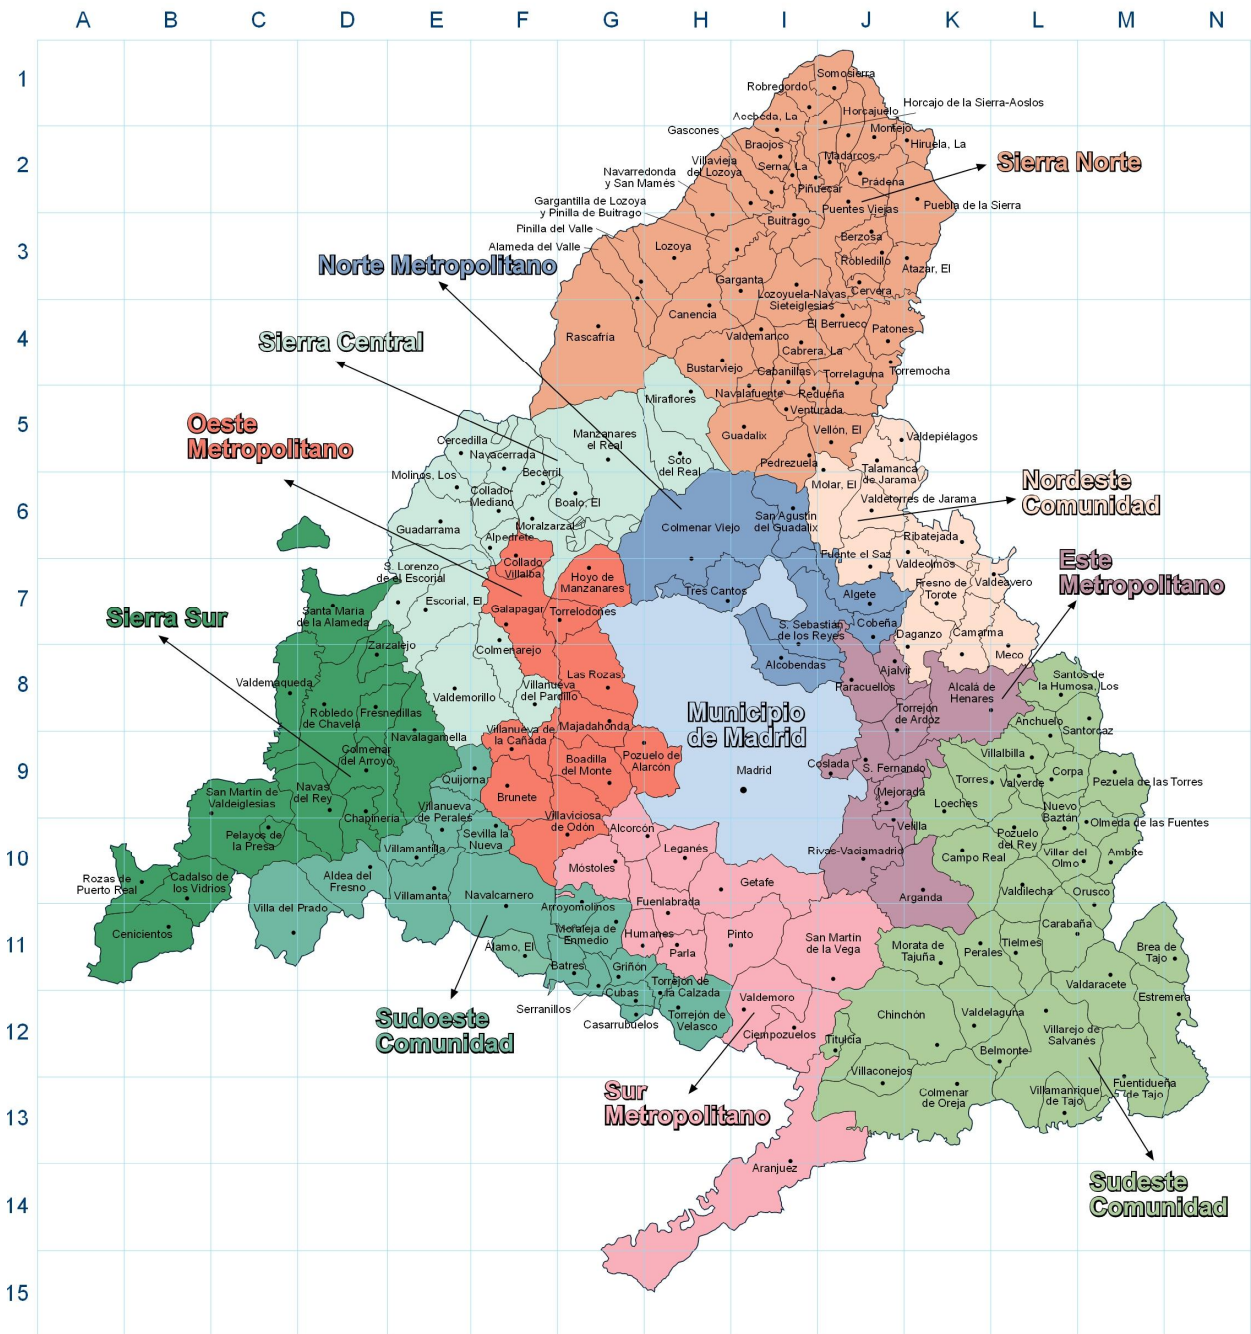 A B C D E F G H I J K L M N
1
Somosierra
Robregordo
Horcajo de la Sierra-Aoslos
Acebeda, La
Horcajuelo
Gascones
Montejo
2
Braojos
Hiruela, La
Villavieja
del Lozoya
Serna, La
Madarcos
Sierra Norte
Navarredonda
y San Mamés
Piñuecar
Prádena
Gargantilla de Lozoya
y Pinilla de Buitrago
Puentes Viejas
Puebla de la Sierra
Buitrago
Pinilla del Valle
Alameda del Valle
Lozoya
Berzosa
3
Norte Metropolitano
Robledillo
Atazar, El
Garganta
Lozoyuela-Navas
Sieteiglesias
Cervera
Canencia
El Berrueco
Patones
4
Rascafría
Valdemanco
Cabrera, La
Sierra Central
Bustarviejo
Cabanillas
Torrelaguna
Torremocha
Miraflores
Navalafuente
Redueña
Venturada
5
Oeste
Metropolitano
Cercedilla
Manzanares
el Real
Guadalix
Vellón, El
Valdepiélagos
Navacerrada
Soto
del Real
Pedrezuela
Molinos, Los
Becerril
Talamanca
de Jarama
Nordeste
Comunidad
Molar, El
Collado-
Mediano
Boalo, El
Valdetorres de Jarama
6
Guadarrama
Moralzarzal
Colmenar Viejo
San Agustín
del Guadalix
Alpedrete
Ribatejada
Fuente el Saz
Valdeolmos
Este
Metropolitano
S. Lorenzo
de el Escorial
Collado
Villalba
Hoyo de
Manzanares
Fresno de
Torote
Valdeavero
7
Tres Cantos
Algete
Sierra Sur
Santa María
de la Alameda
Escorial, El
Galapagar
Torrelodones
S. Sebastián
de los Reyes
Cobeña
Daganzo
Camarma
Zarzalejo
Colmenarejo
Meco
Alcobendas
Ajalvir
8
Valdemaqueda
Valdemorillo
Villanueva
del Pardillo
Las Rozas
Paracuellos
Alcalá de
Henares
Santos de
la Humosa, Los
Robledo
de Chavela
Fresnedillas
Municipio
de Madrid
Torrejón
de Ardoz
Anchuelo
Majadahonda
Santorcaz
Navalagamella
Villanueva de
la Cañada
Colmenar
del Arroyo
9
Villalbilla
Boadilla
del Monte
Pozuelo de
Alarcón
Madrid
Coslada
S. Fernando
Corpa
Quijorna
Torres
Valverde
Pezuela de las Torres
San Martín de
Valdeiglesias
Navas
del Rey
Brunete
Mejorada
Loeches
Nuevo
Baztán
Villanueva
de Perales
Chapinería
Villaviciosa
de Odón
Velilla
Olmeda de las Fuentes
Pelayos de
la Presa
Sevilla la
Nueva
Alcorcón
Pozuelo
del Rey
10
Villamantilla
Leganés
Rivas-Vaciamadrid
Campo Real
Villar del
Olmo
Ambite
Móstoles
Rozas de
Puerto Real
Cadalso de
los Vidrios
Aldea del
Fresno
Getafe
Valdilecha
Orusco
Villamanta
Navalcarnero
Fuenlabrada
Arganda
Villa del Prado
Arroyomolinos
Carabaña
11
Cenicientos
Moraleja de
Enmedio
Humanes
Pinto
San Martín
de la Vega
Morata de
Tajuña
Tielmes
Brea de
Tajo
Álamo, El
Parla
Perales
Batres
Griñón
Torrejón de
la Calzada
Valdaracete
Cubas
Valdemoro
Estremera
Serranillos
Chinchón
Valdelaguna
12
Sudoeste
Comunidad
Casarrubuelos
Torrejón de
Velasco
Ciempozuelos
Titulcia
Villarejo de
Salvanés
Belmonte
Villaconejos
13
Sur
Metropolitano
Colmenar
de Oreja
Villamanrique
de Tajo
Fuentidueña
de Tajo
Aranjuez
14
Sudeste
Comunidad
15